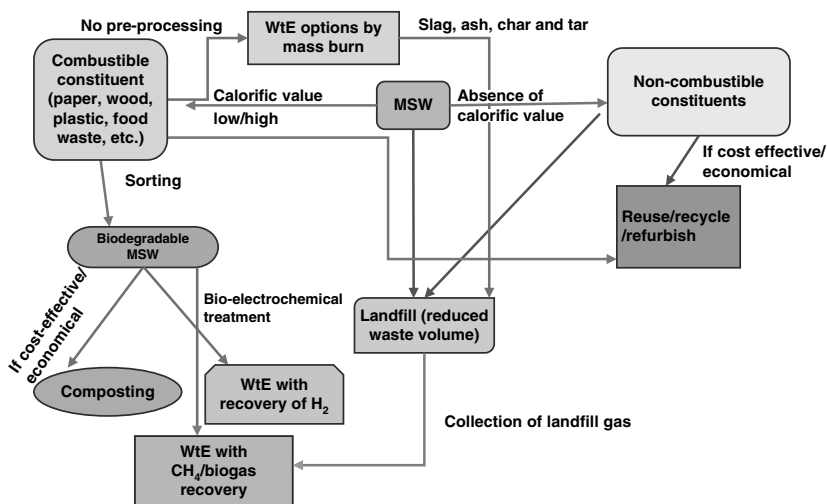 No pre-processing
WtE options by
mass burn
Slag, ash, char and tar
Combustible
constituent
(paper, wood,
plastic, food
waste, etc.)
Calorific value
low/high
MSW
Absence of
calorific value
Non-combustible
constituents
If cost effective/
economical
Sorting
Reuse/recycle
/refurbish
Biodegradable
MSW
If cost-effective/
economical
Bio-electrochemical
treatment
Landfill (reduced
waste volume)
Composting
WtE with
recovery of H₂
Collection of landfill gas
WtE with
CH₄/biogas
recovery